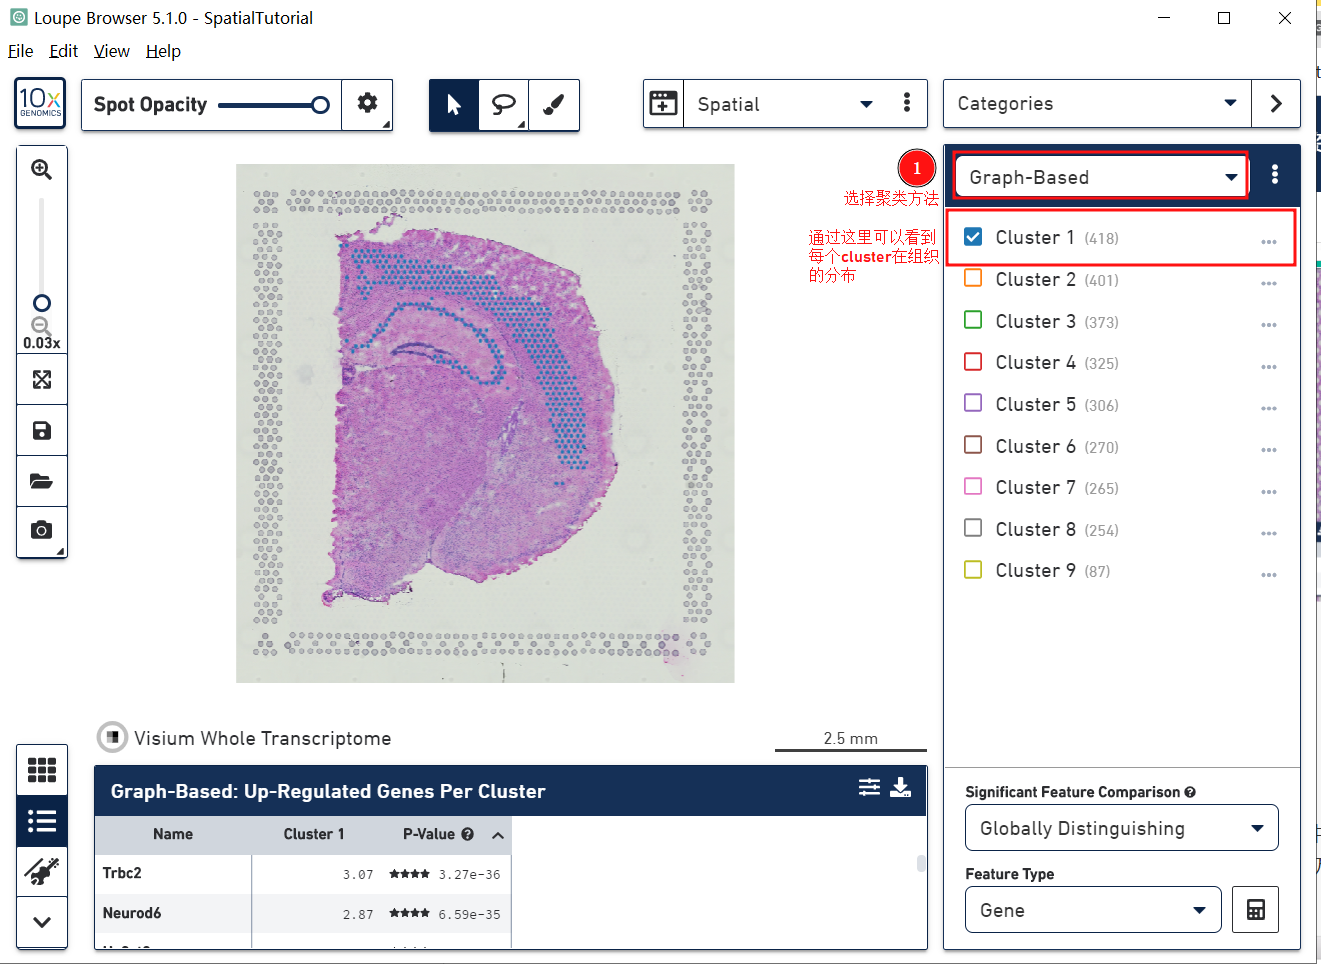 Loupe Browser 5.1.0 - SpatialTutorial
File Edit View Help
10x
GENOMICS
Spot Opacity
Spatial
Categories
1
选择聚类方法
通过这里可以看到
每个cluster在组织
的分布
Graph-Based
Cluster 1 (418)
Cluster 2 (401)
Cluster 3 (373)
Cluster 4 (325)
Cluster 5 (306)
Cluster 6 (270)
Cluster 7 (265)
Cluster 8 (254)
Cluster 9 (87)
0.03x
Visium Whole Transcriptome
2.5 mm
Graph-Based: Up-Regulated Genes Per Cluster
Name Cluster 1 P-Value
Trbc2 3.07 3.27e-36
Neurod6 2.87 6.59e-35
Significant Feature Comparison
Globally Distinguishing
Feature Type
Gene